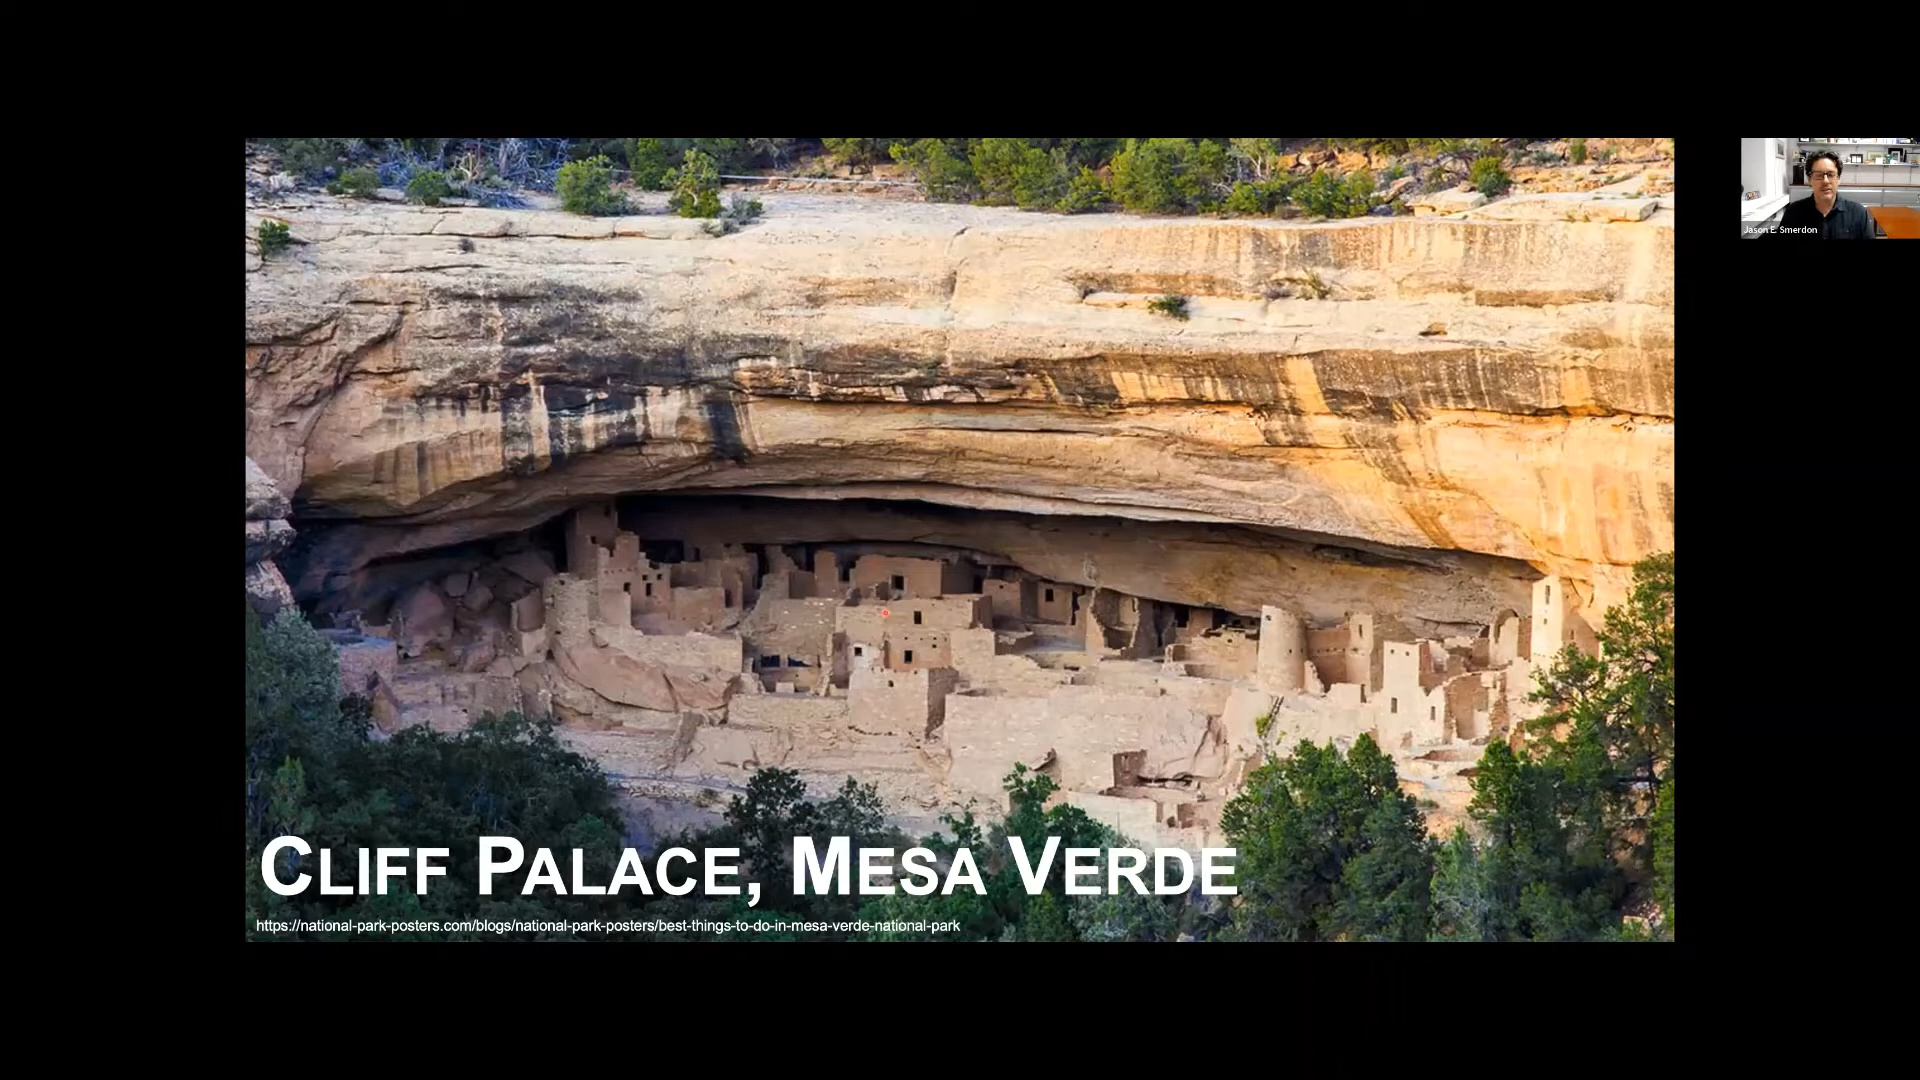 Jason E. Smerdon
CLIFF PALACE, MESA VERDE
https://national-park-posters.com/blogs/national-park-posters/best-things-to-do-in-mesa-verde-national-park